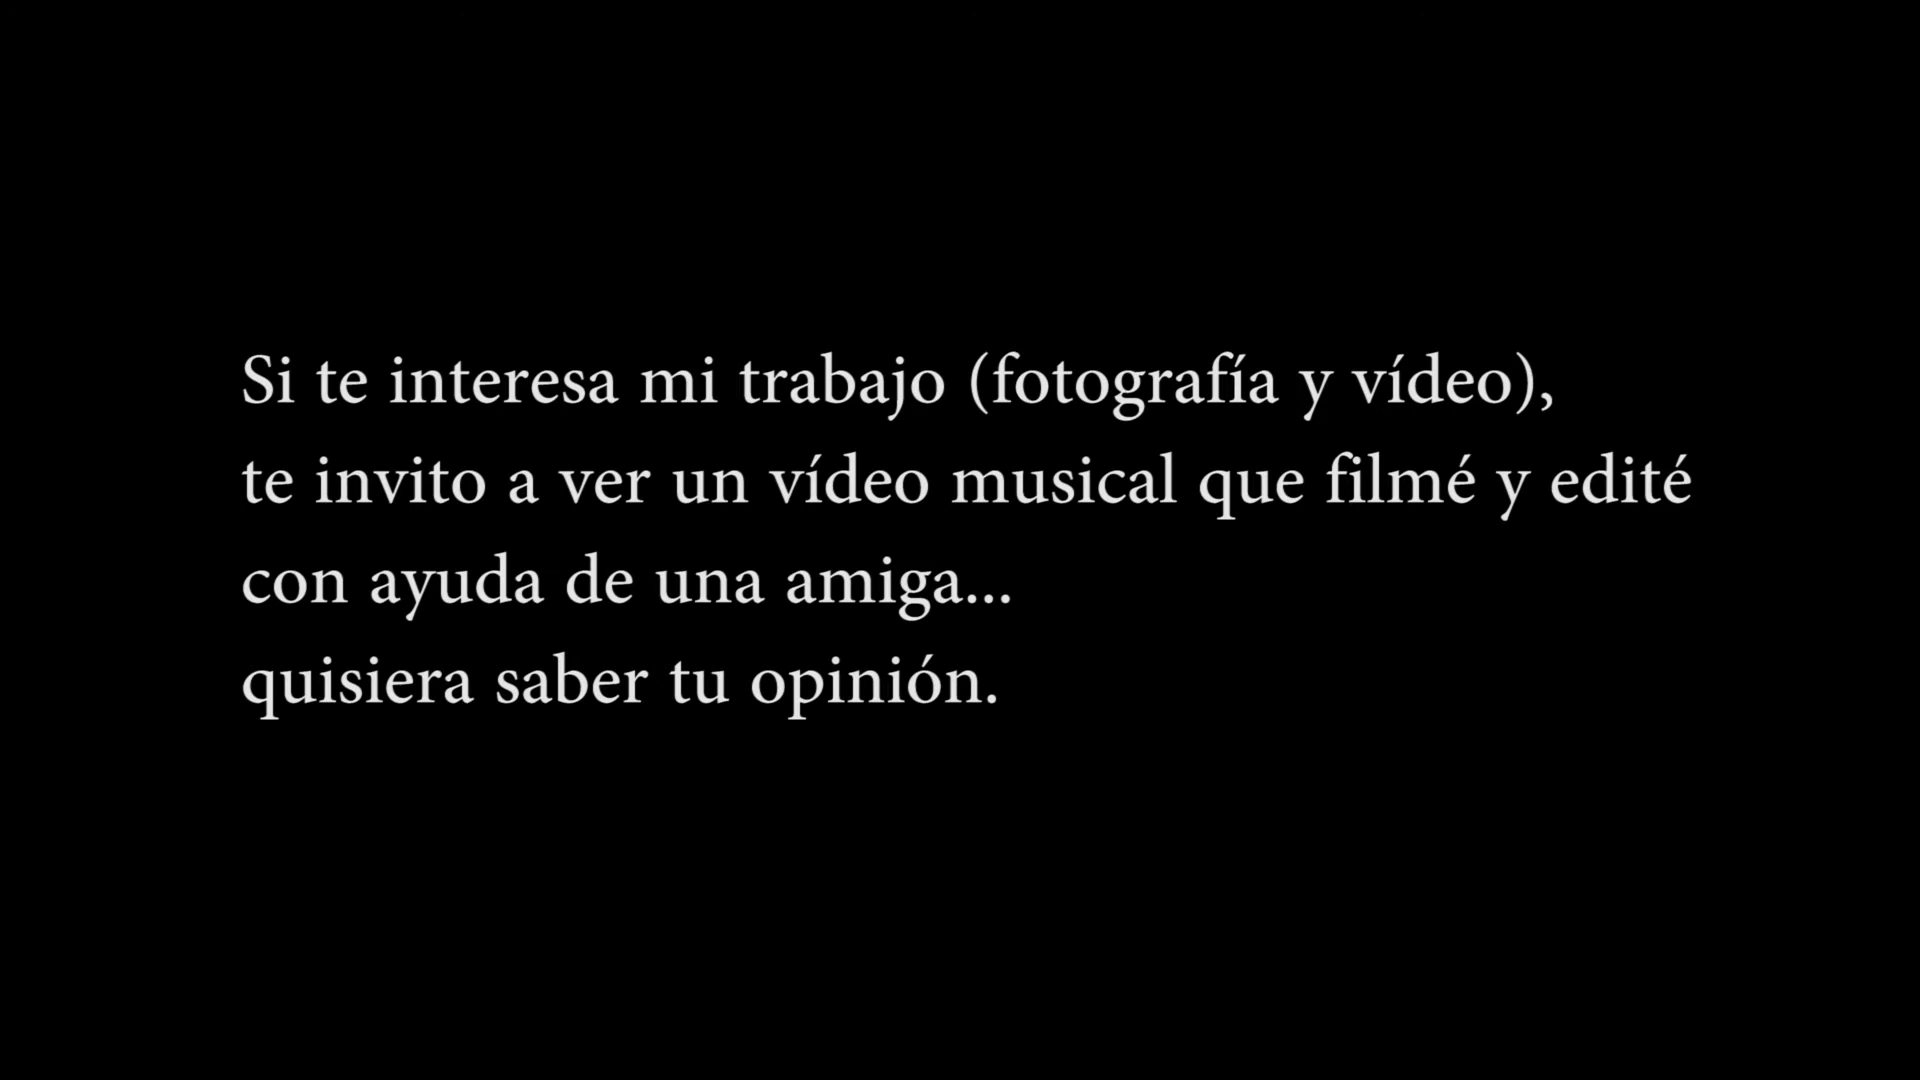 Si te interesa mi trabajo (fotografía y vídeo),
te invito a ver un vídeo musical que filmé y edité
con ayuda de una amiga...
quisiera saber tu opinión.